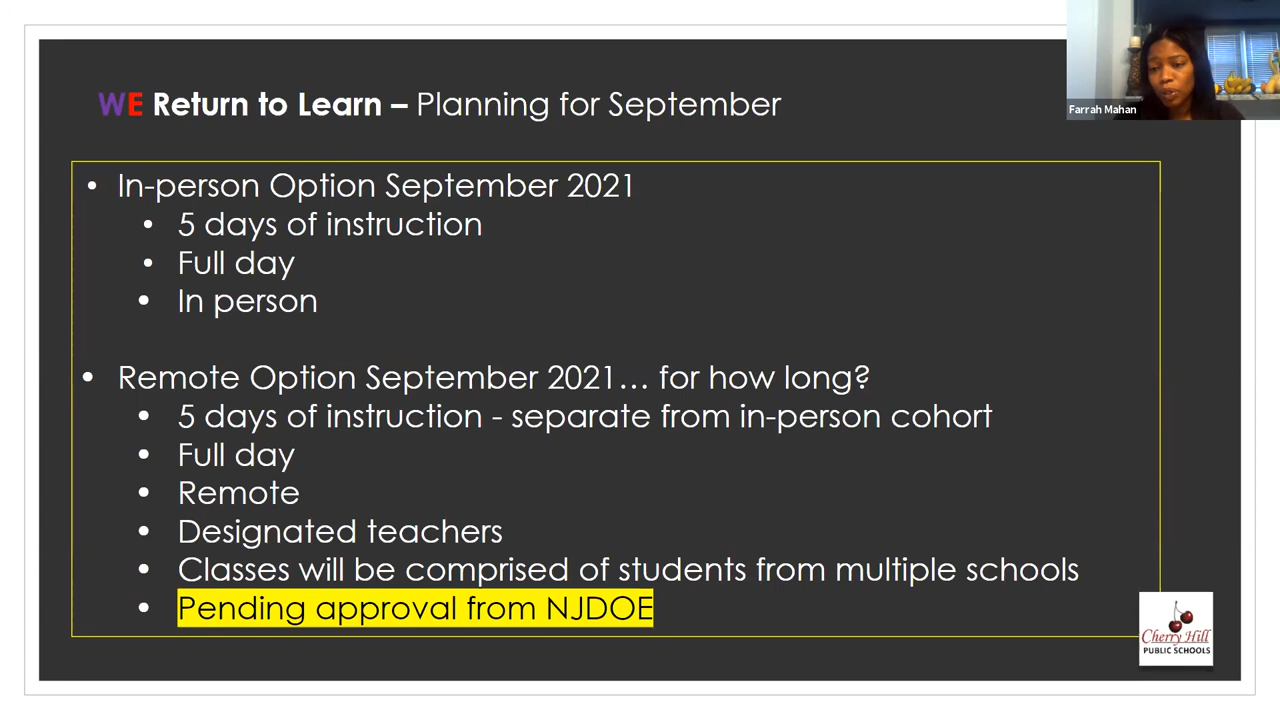 WE Return to Learn – Planning for September
Farrah Mahan
• In-person Option September 2021
• 5 days of instruction
• Full day
• In person
• Remote Option September 2021… for how long?
• 5 days of instruction - separate from in-person cohort
• Full day
• Remote
• Designated teachers
• Classes will be comprised of students from multiple schools
• Pending approval from NJDOE
Cherry Hill
PUBLIC SCHOOLS